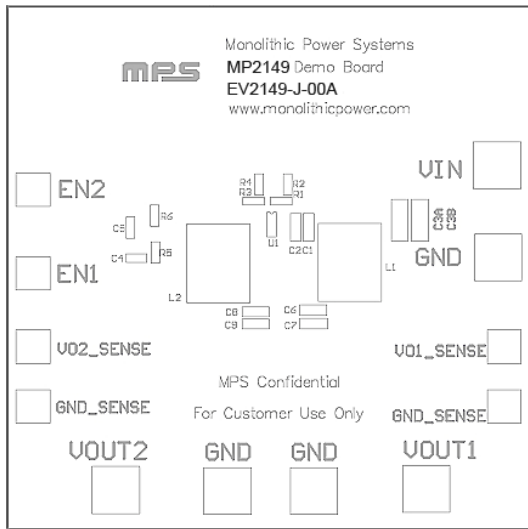 Monolithic Power Systems
mps
MP2149 Demo Board
EV2149-J-00A
www.monolithicpower.com
VIN
EN2
R4
R2
R3
R1
R6
C5
U1
C2
C1
C3A
C3B
GND
EN1
C4
R5
L2
L1
C8
C6
C9
C7
VO2_SENSE
VO1_SENSE
MPS Confidential
GND_SENSE
For Customer Use Only
GND_SENSE
VOUT2
GND
GND
VOUT1